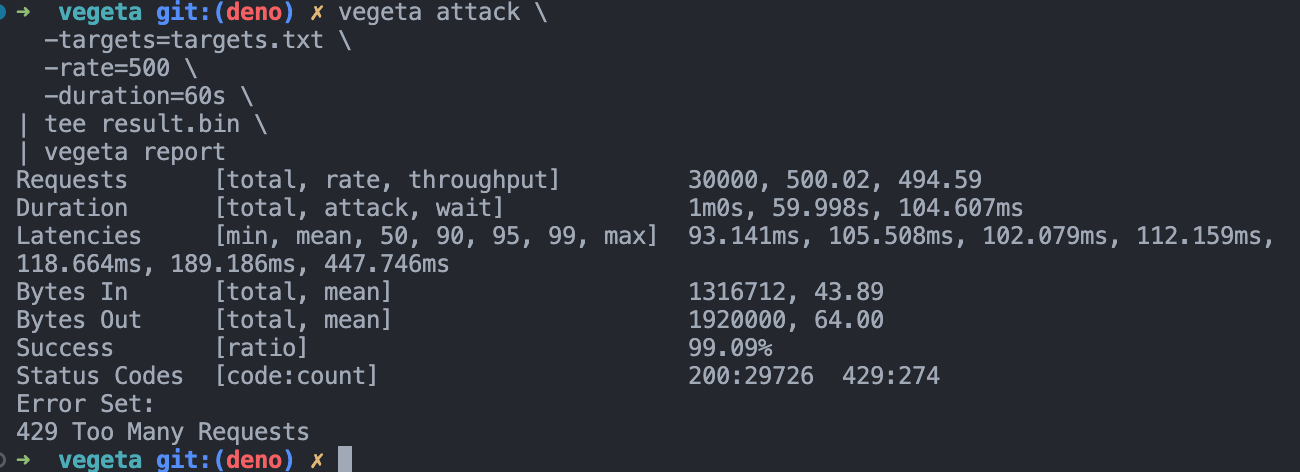 ➜  vegeta git:(deno) ✗ vegeta attack \
  -targets=targets.txt \
  -rate=500 \
  -duration=60s \
| tee result.bin \
| vegeta report
Requests      [total, rate, throughput]         30000, 500.02, 494.59
Duration      [total, attack, wait]             1m0s, 59.998s, 104.607ms
Latencies     [min, mean, 50, 90, 95, 99, max]  93.141ms, 105.508ms, 102.079ms, 112.159ms,
118.664ms, 189.186ms, 447.746ms
Bytes In      [total, mean]                     1316712, 43.89
Bytes Out     [total, mean]                     1920000, 64.00
Success       [ratio]                           99.09%
Status Codes  [code:count]                      200:29726  429:274
Error Set:
429 Too Many Requests
➜  vegeta git:(deno) ✗